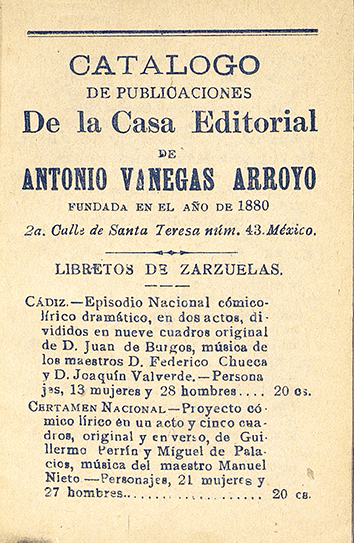 CATALOGO
DE PUBLICACIONES
De la Casa Editorial
DE
ANTONIO VANEGAS ARROYO
FUNDADA EN EL AÑO DE 1880
2a. Calle de Santa Teresa núm. 43. México.
LIBRETOS DE ZARZUELAS.
CÁDIZ.—Episodio Nacional cómico-
lírico dramático, en dos actos, di-
vididos en nueve cuadros original
de D. Juan de Burgos, música de
los maestros D. Federico Chueca
y D. Joaquín Valverde.—Persona
jes, 13 mujeres y 28 hombres.... 20 cs.
CERTAMEN NACIONAL—Proyecto có-
mico lírico en un acto y cinco cua-
dros, original y en verso, de Gui-
llermo Perrín y Miguel de Pala-
cios, música del maestro Manuel
Nieto—Personajes, 21 mujeres y
27 hombres.................. 20 cs.